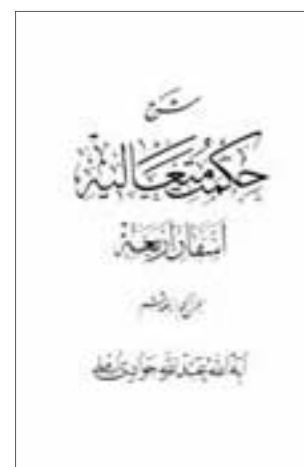 شرح
حکمت متعالیه
اسفار اربعه
آیة الله عبدالله جوادی آملی